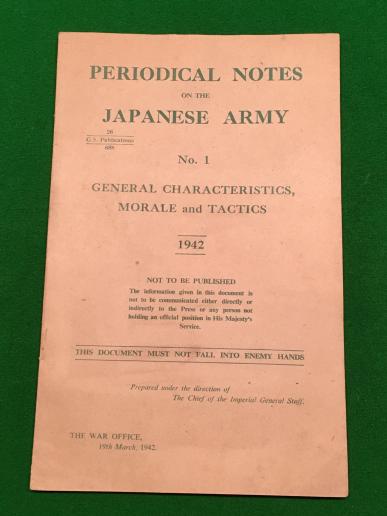 PERIODICAL NOTES
ON THE
JAPANESE ARMY
26
G.S. Publications
688
No. 1
GENERAL CHARACTERISTICS,
MORALE and TACTICS
1942
NOT TO BE PUBLISHED
The information given in this document is
not to be communicated either directly or
indirectly to the Press or any person not
holding an official position in His Majesty's
Service.
THIS DOCUMENT MUST NOT FALL INTO ENEMY HANDS
Prepared under the direction of
The Chief of the Imperial General Staff.
THE WAR OFFICE,
19th March, 1942.